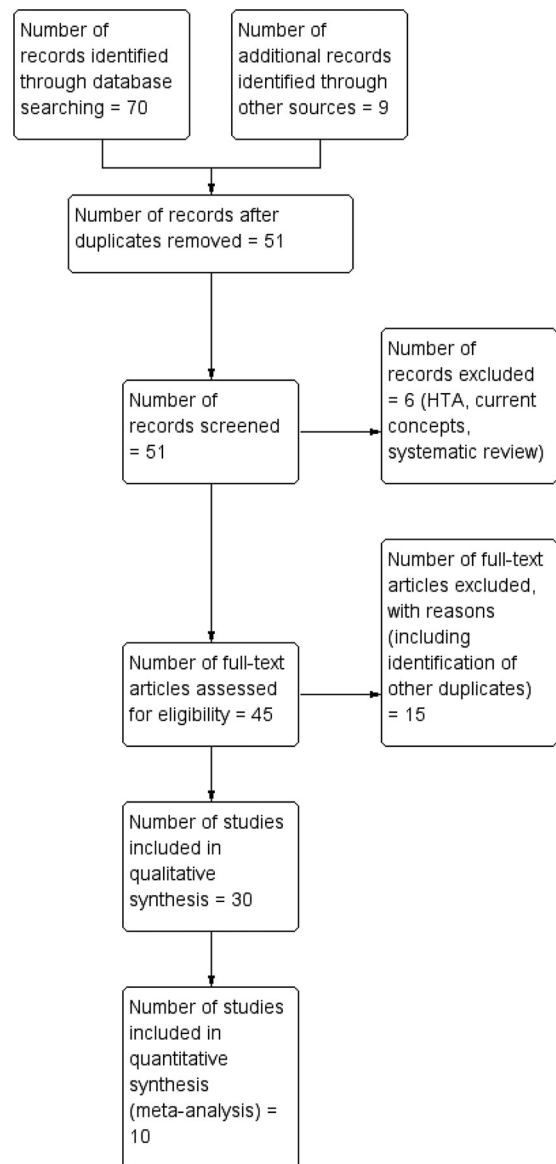 Number of
records identified
through database
searching = 70
Number of
additional records
identified through
other sources = 9
Number of records after
duplicates removed = 51
Number of
records screened
= 51
Number of
records excluded
= 6 (HTA, current
concepts,
systematic review)
Number of full-text
articles assessed
for eligibility = 45
Number of full-text
articles excluded,
with reasons
(including
identification of
other duplicates)
= 15
Number of studies
included in
qualitative
synthesis = 30
Number of studies
included in
quantitative
synthesis
(meta-analysis) =
10